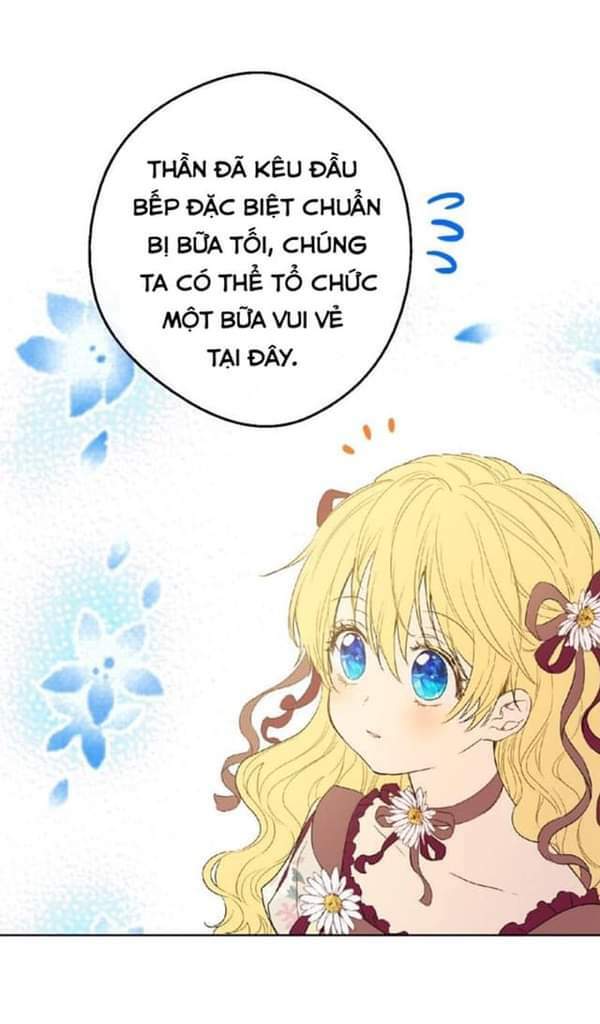 THẦN ĐÃ KÊU ĐẦU
BẾP ĐẶC BIỆT CHUẨN
BỊ BỮA TỐI, CHÚNG
TA CÓ THỂ TỔ CHỨC
MỘT BỮA VUI VẺ
TẠI ĐÂY.